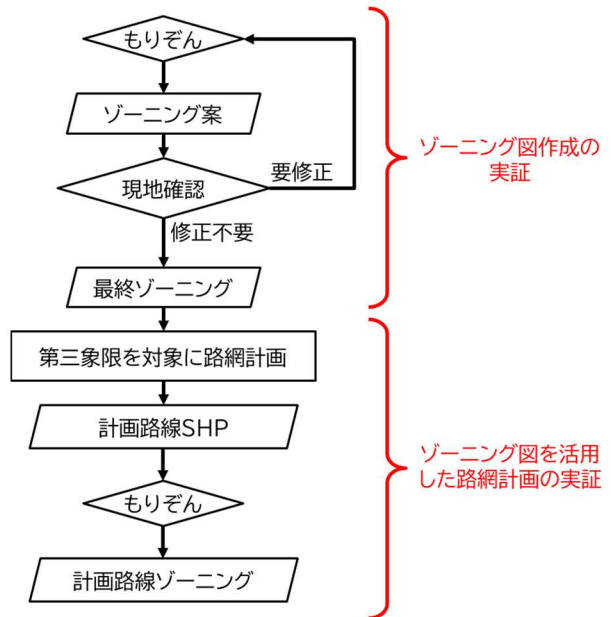 もりぞん
ゾーニング案
現地確認
要修正
修正不要
最終ゾーニング
ゾーニング図作成の
実証
第三象限を対象に路網計画
計画路線SHP
もりぞん
計画路線ゾーニング
ゾーニング図を活用
した路網計画の実証